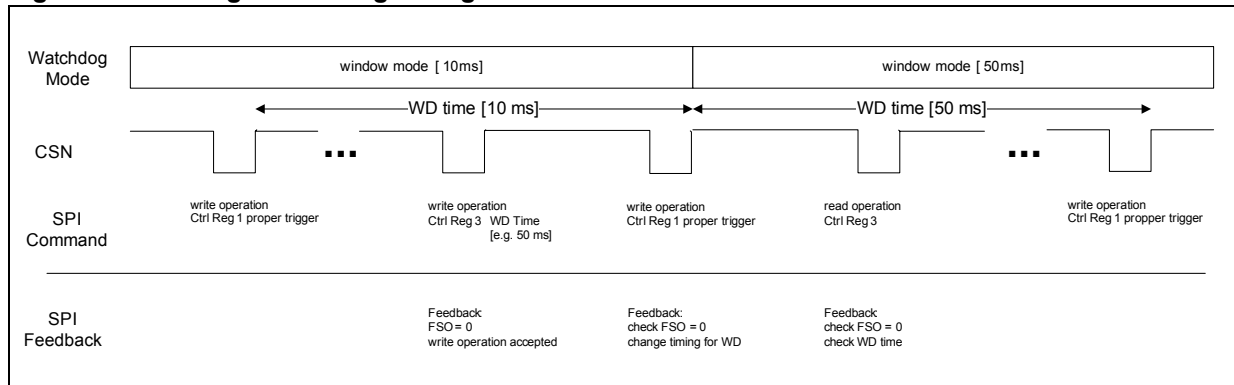 Watchdog
Mode
window mode [ 10ms]
window mode [ 50ms]
WD time [10 ms]
WD time [50 ms]
CSN
...
...
SPI
Command
write operation
Ctrl Reg 1 proper trigger
write operation
Ctrl Reg 3 WD Time
[e.g. 50 ms]
write operation
Ctrl Reg 1 proper trigger
read operation
Ctrl Reg 3
write operation
Ctrl Reg 1 propper trigger
SPI
Feedback
Feedback
FSO = 0
write operation accepted
Feedback:
check FSO = 0
change timing for WD
Feedback
check FSO = 0
check WD time